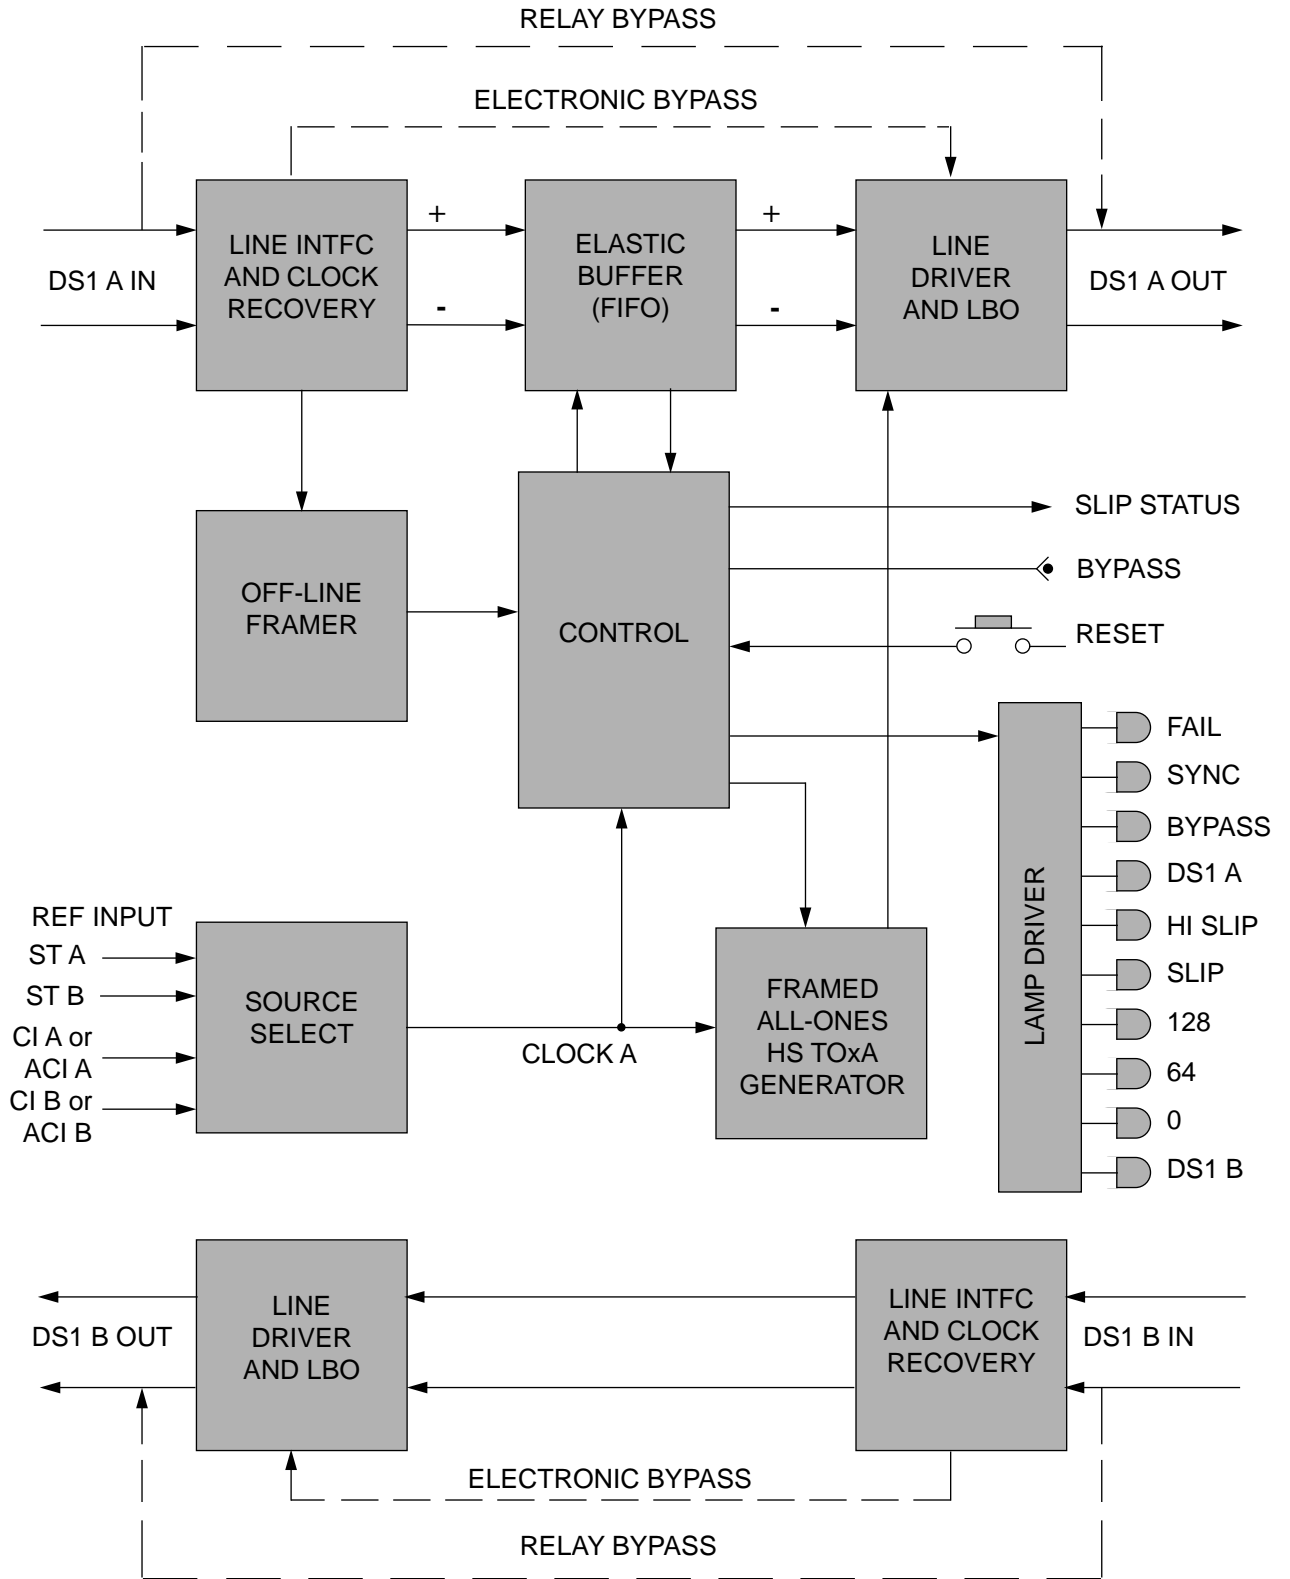 RELAY BYPASS
ELECTRONIC BYPASS
DS1 A IN
LINE INTFC
AND CLOCK
RECOVERY
+
-
ELASTIC
BUFFER
(FIFO)
+
-
LINE
DRIVER
AND LBO
DS1 A OUT
OFF-LINE
FRAMER
CONTROL
SLIP STATUS
BYPASS
RESET
LAMP DRIVER
FAIL
SYNC
BYPASS
DS1 A
HI SLIP
SLIP
128
64
0
DS1 B
REF INPUT
ST A
ST B
CI A or
ACI A
CI B or
ACI B
SOURCE
SELECT
CLOCK A
FRAMED
ALL-ONES
HS TOxA
GENERATOR
DS1 B OUT
LINE
DRIVER
AND LBO
LINE INTFC
AND CLOCK
RECOVERY
DS1 B IN
ELECTRONIC BYPASS
RELAY BYPASS